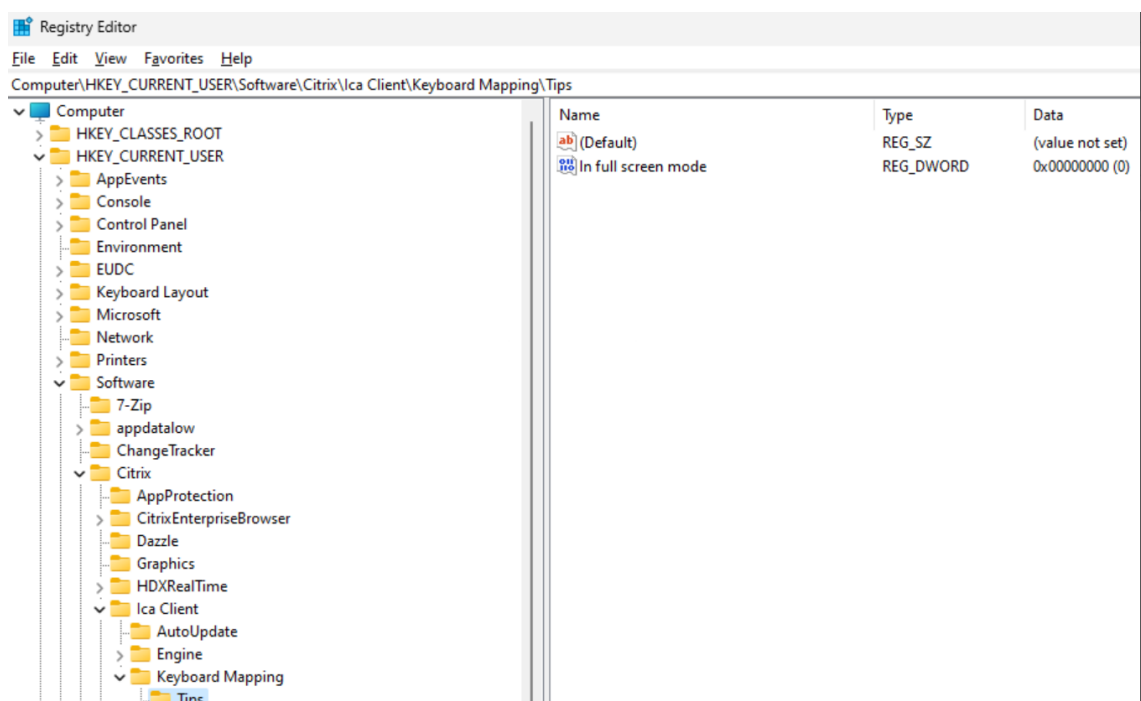 Registry Editor
File Edit View Favorites Help
Computer\HKEY_CURRENT_USER\Software\Citrix\Ica Client\Keyboard Mapping\Tips
Computer
HKEY_CLASSES_ROOT
HKEY_CURRENT_USER
AppEvents
Console
Control Panel
Environment
EUDC
Keyboard Layout
Microsoft
Network
Printers
Software
7-Zip
appdatalow
ChangeTracker
Citrix
AppProtection
CitrixEnterpriseBrowser
Dazzle
Graphics
HDXRealTime
Ica Client
AutoUpdate
Engine
Keyboard Mapping
Tips
Name Type Data
(Default) REG_SZ (value not set)
In full screen mode REG_DWORD 0x00000000 (0)